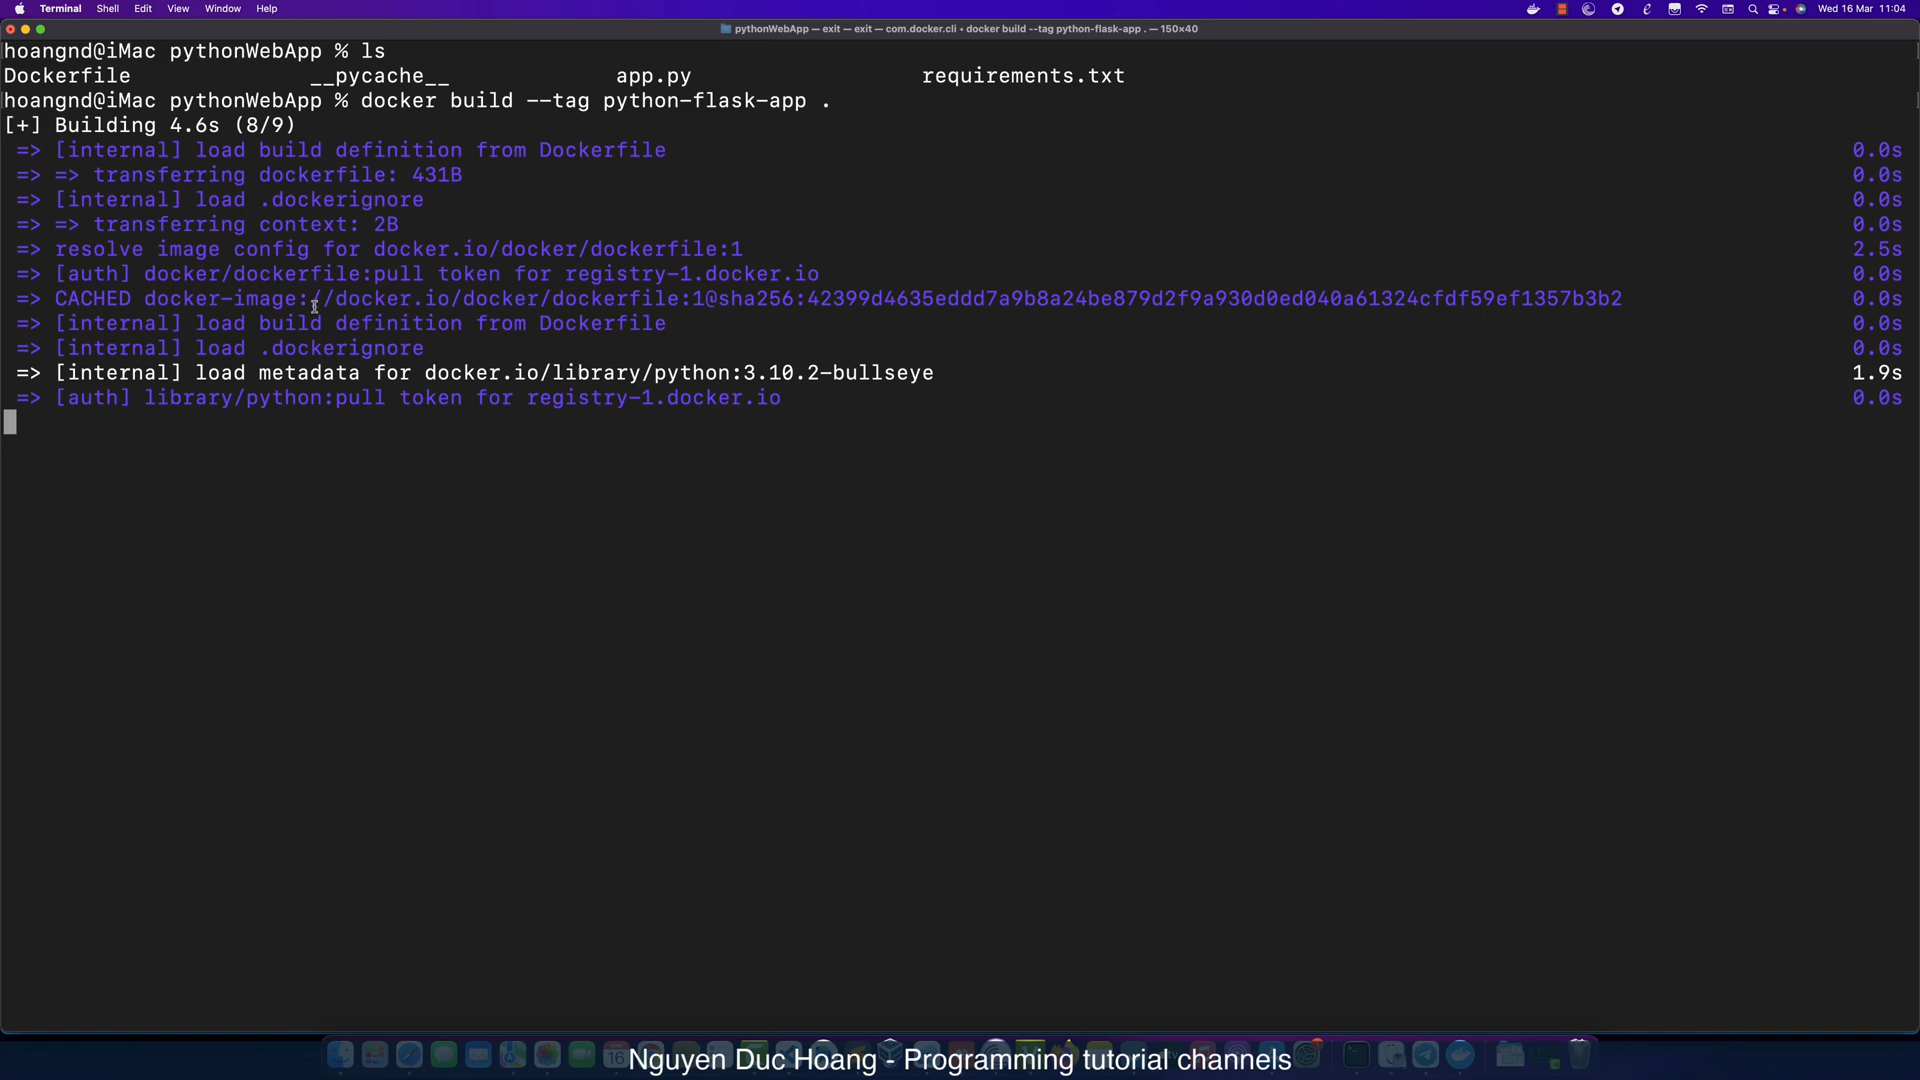 Terminal Shell Edit View Window Help Wed 16 Mar 11:04
pythonWebApp — exit — exit — com.docker.cli • docker build --tag python-flask-app . — 150×40
hoangnd@iMac pythonWebApp % ls
Dockerfile __pycache__ app.py requirements.txt
hoangnd@iMac pythonWebApp % docker build --tag python-flask-app .
[+] Building 4.6s (8/9)
=> [internal] load build definition from Dockerfile 0.0s
=> => transferring dockerfile: 431B 0.0s
=> [internal] load .dockerignore 0.0s
=> => transferring context: 2B 0.0s
=> resolve image config for docker.io/docker/dockerfile:1 2.5s
=> [auth] docker/dockerfile:pull token for registry-1.docker.io 0.0s
=> CACHED docker-image://docker.io/docker/dockerfile:1@sha256:42399d4635eddd7a9b8a24be879d2f9a930d0ed040a61324cfdf59ef1357b3b2 0.0s
=> [internal] load build definition from Dockerfile 0.0s
=> [internal] load .dockerignore 0.0s
=> [internal] load metadata for docker.io/library/python:3.10.2-bullseye 1.9s
=> [auth] library/python:pull token for registry-1.docker.io 0.0s
Nguyen Duc Hoang - Programming tutorial channels